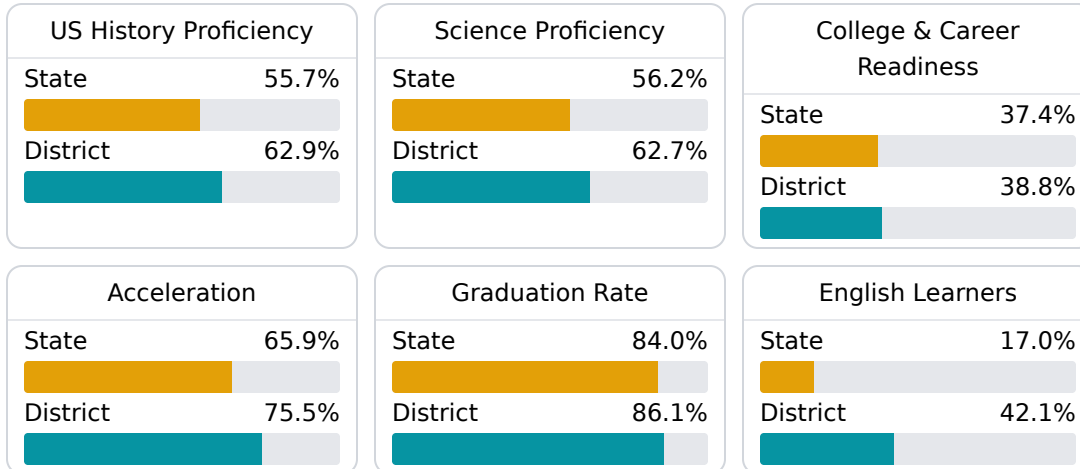 US History Proficiency
State 55.7%
District 62.9%
Science Proficiency
State 56.2%
District 62.7%
College & Career
Readiness
State 37.4%
District 38.8%
Acceleration
State 65.9%
District 75.5%
Graduation Rate
State 84.0%
District 86.1%
English Learners
State 17.0%
District 42.1%